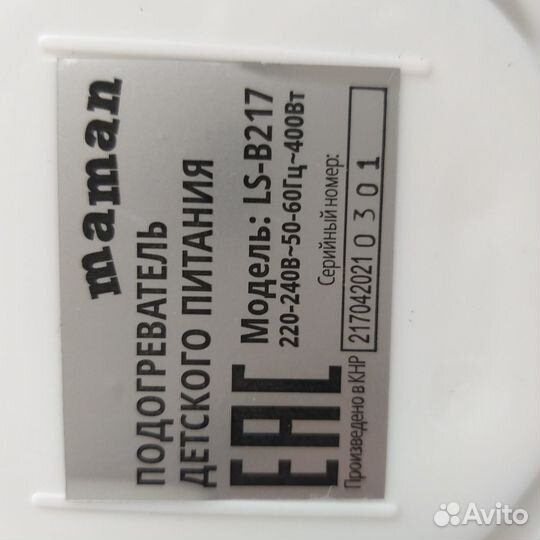 maman
ПОДОГРЕВАТЕЛЬ
ДЕТСКОГО ПИТАНИЯ
EAC
Модель: LS-B217
220-240В~50-60Гц~400Вт
Серийный номер:
Произведено в КНР 217042021 0 3 0 1
Avito